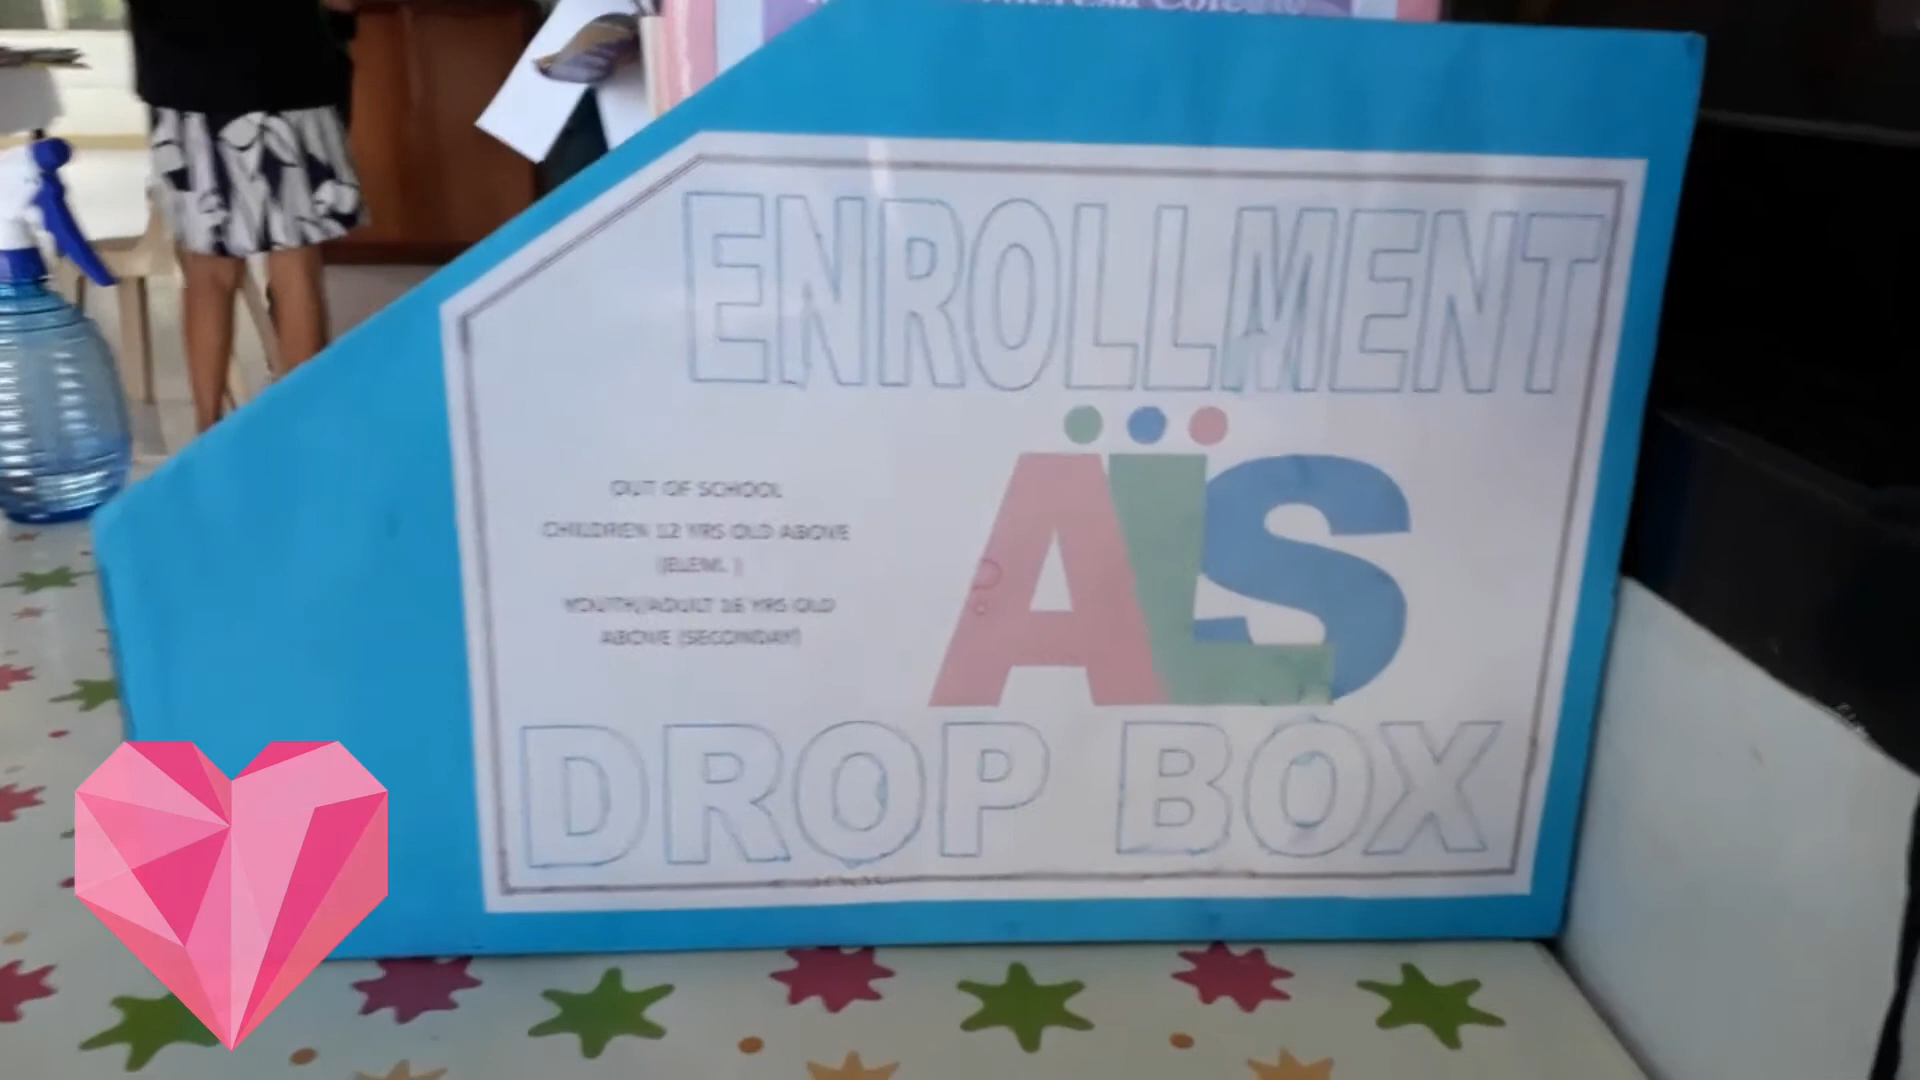 ENROLLMENT
ALS
OUT OF SCHOOL
CHILDREN 12 YRS OLD ABOVE
(ELEM. )
YOUTH/ADULT 16 YRS OLD
ABOVE (SECONDAY)
DROP BOX